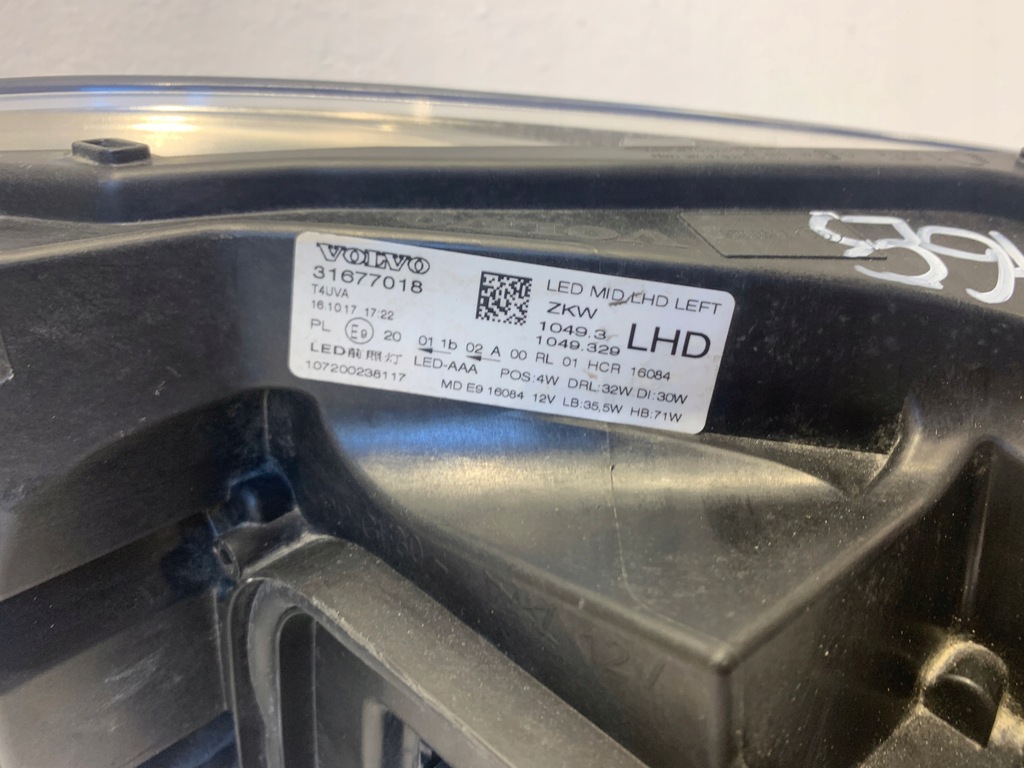 VOLVO
31677018
T4UVA
16.10.17 17:22
PL E9 20 01 1b 02 A 00 RL 01 HCR 16084
LED前照灯 LED-AAA POS:4W DRL:32W DI:30W
107200238117 MD E9 16084 12V LB:35,5W HB:71W
LED MID/LHD LEFT
ZKW
1049.3
1049.329
LHD